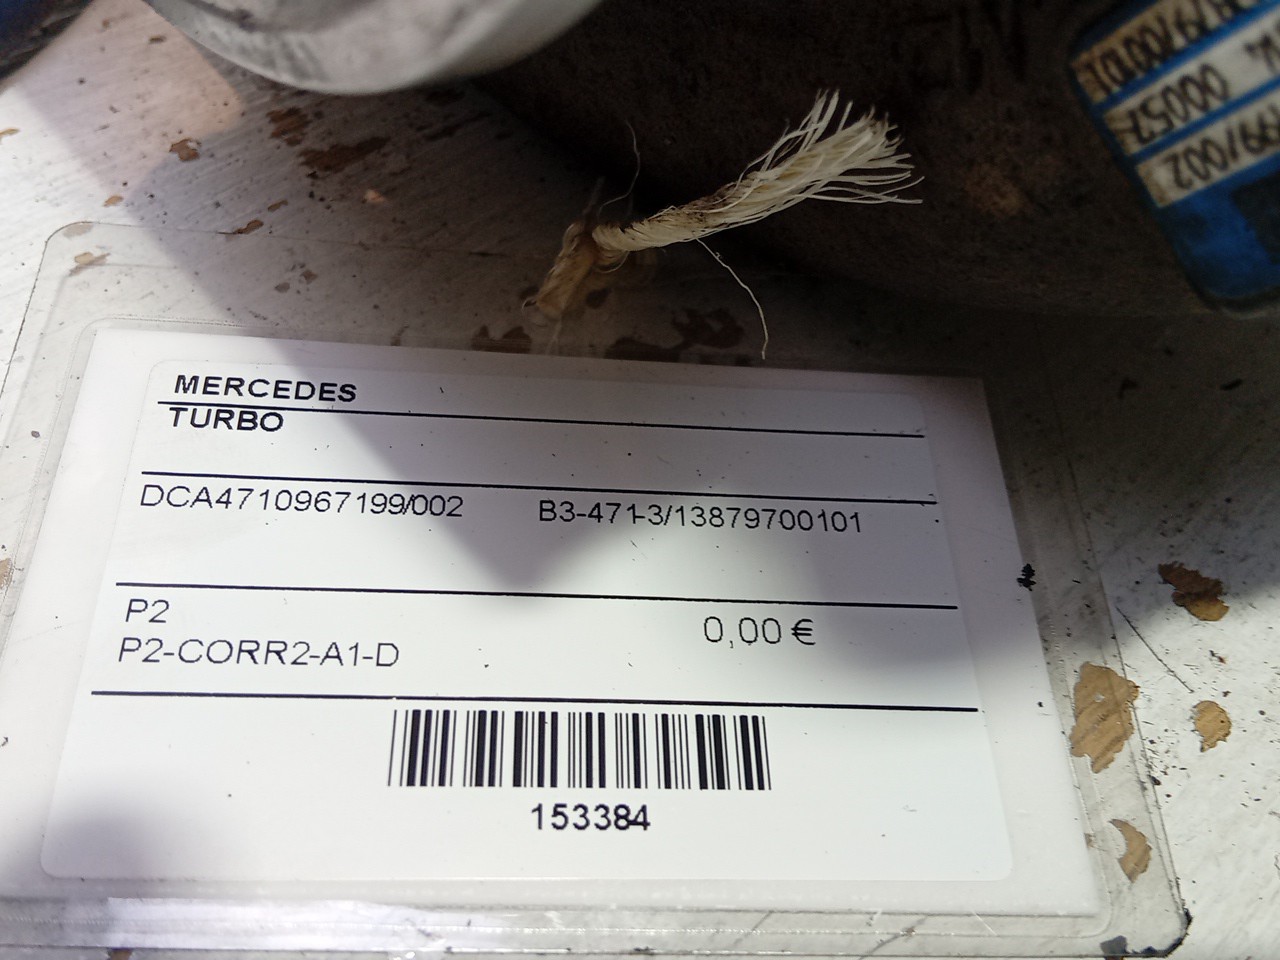 MERCEDES
TURBO
DCA4710967199/002 B3-471-3/13879700101
P2 0,00 €
P2-CORR2-A1-D
153384